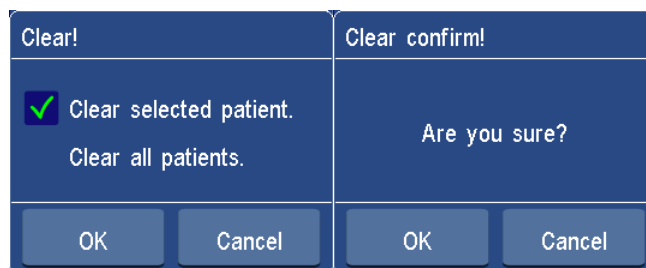 Clear!
Clear selected patient.
Clear all patients.
OK Cancel
Clear confirm!
Are you sure?
OK Cancel